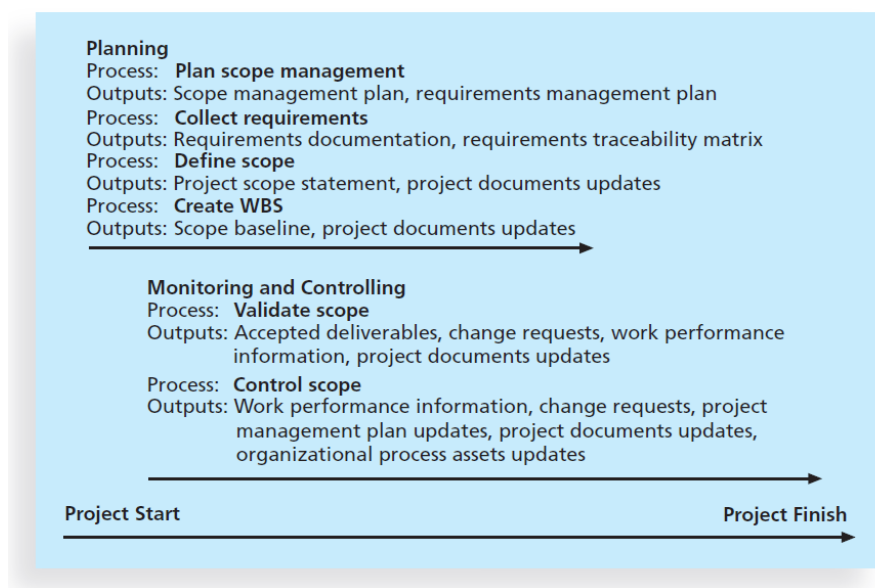 Planning
Process: Plan scope management
Outputs: Scope management plan, requirements management plan
Process: Collect requirements
Outputs: Requirements documentation, requirements traceability matrix
Process: Define scope
Outputs: Project scope statement, project documents updates
Process: Create WBS
Outputs: Scope baseline, project documents updates
Monitoring and Controlling
Process: Validate scope
Outputs: Accepted deliverables, change requests, work performance
information, project documents updates
Process: Control scope
Outputs: Work performance information, change requests, project
management plan updates, project documents updates,
organizational process assets updates
Project Start Project Finish